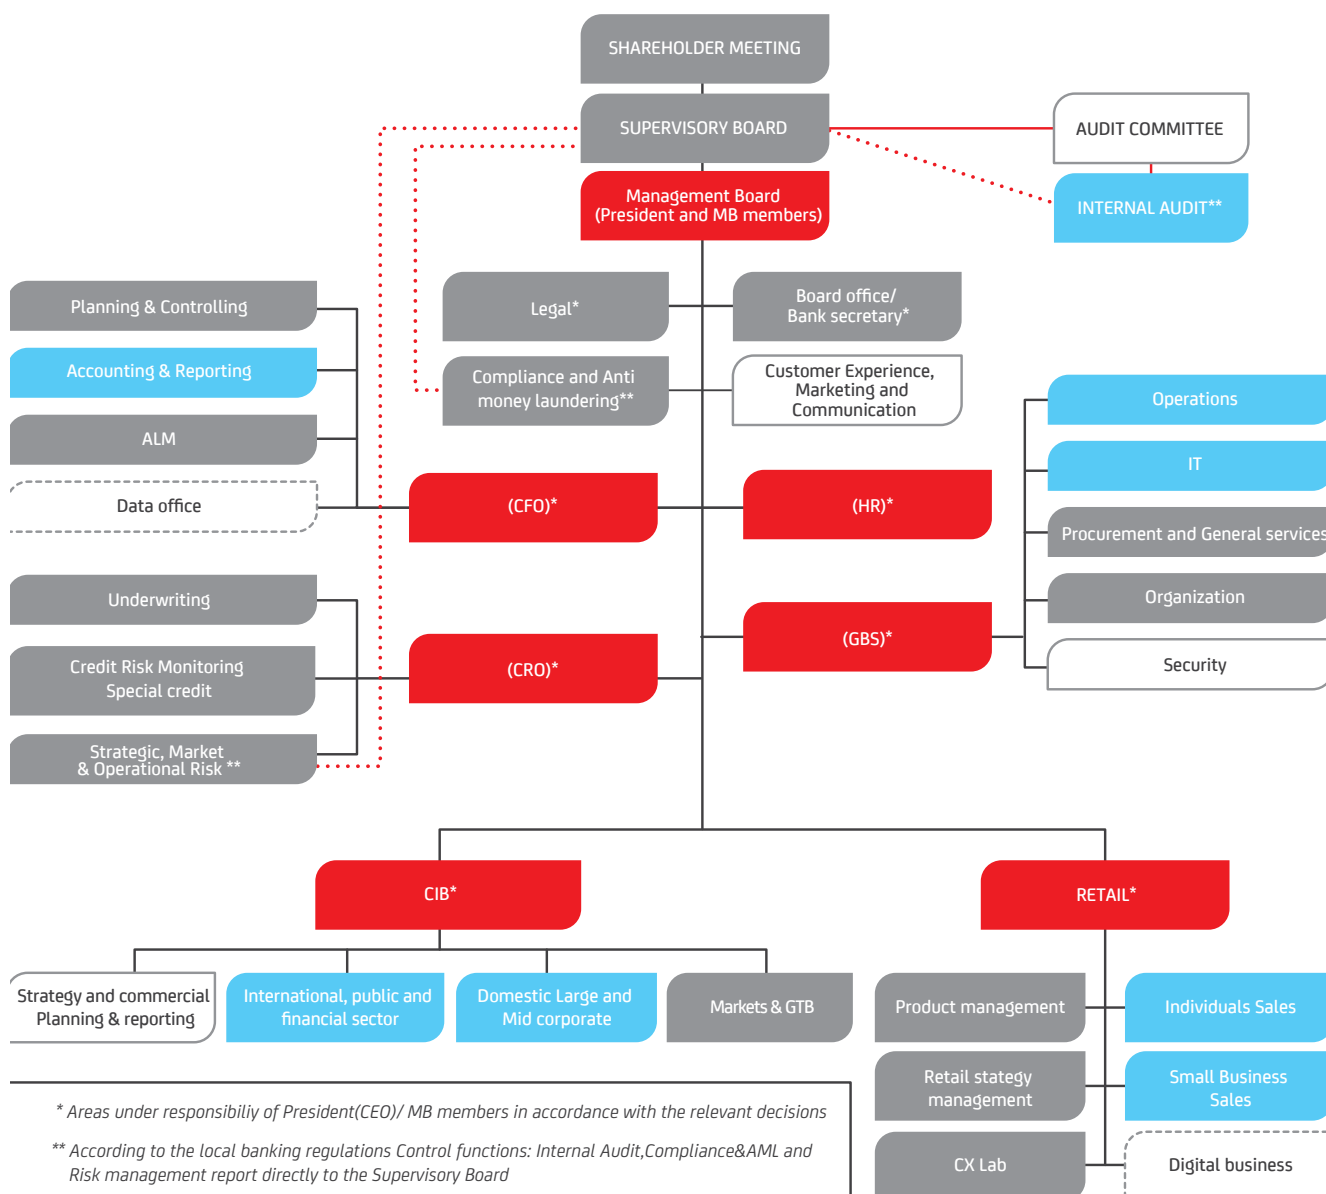 SHAREHOLDER MEETING
SUPERVISORY BOARD
AUDIT COMMITTEE
Management Board
(President and MB members)
INTERNAL AUDIT**
Planning & Controlling
Legal*
Board office/
Bank secretary*
Accounting & Reporting
Compliance and Anti
money laundering**
Customer Experience,
Marketing and
Communication
Operations
ALM
IT
Data office
(CFO)*
(HR)*
Procurement and General services
Underwriting
Organization
Credit Risk Monitoring
Special credit
(CRO)*
(GBS)*
Security
Strategic, Market
& Operational Risk **
CIB*
RETAIL*
Strategy and commercial
Planning & reporting
International, public and
financial sector
Domestic Large and
Mid corporate
Markets & GTB
Product management
Individuals Sales
Retail stategy
management
Small Business
Sales
CX Lab
Digital business
* Areas under responsibiliy of President(CEO)/ MB members in accordance with the relevant decisions
** According to the local banking regulations Control functions: Internal Audit,Compliance&AML and
Risk management report directly to the Supervisory Board